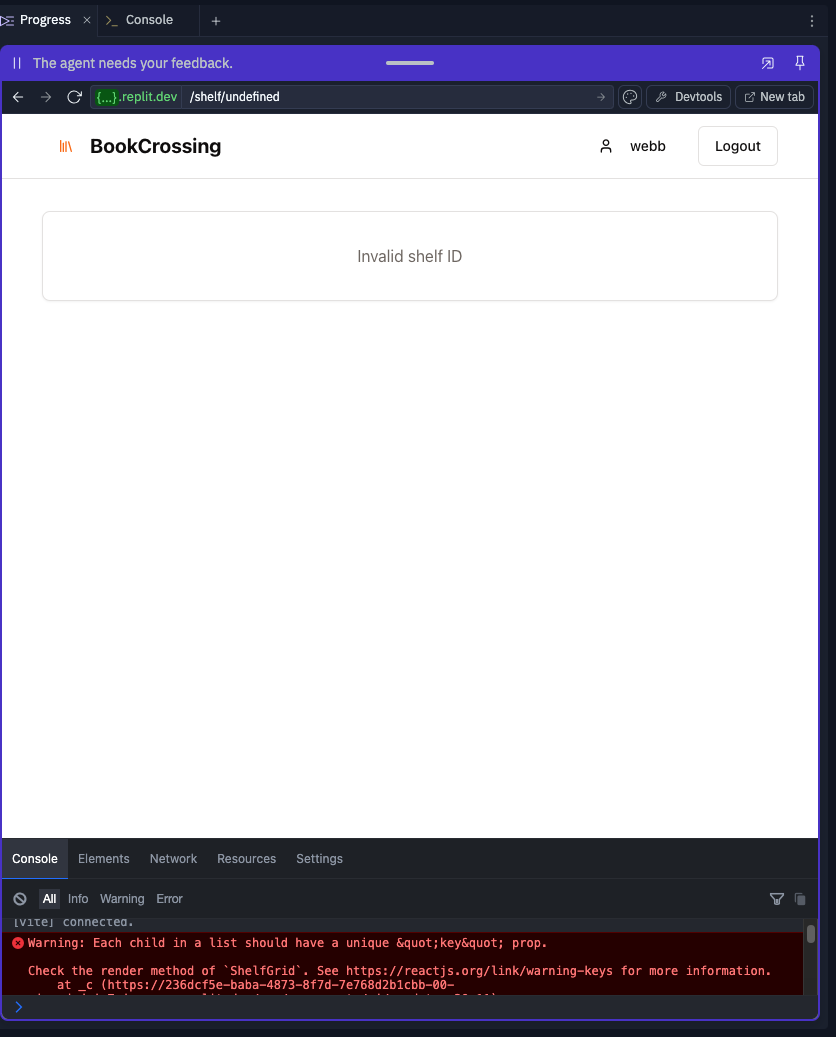 Progress
Console
The agent needs your feedback.
{...}.replit.dev /shelf/undefined
Devtools
New tab
BookCrossing
webb
Logout
Invalid shelf ID
Console Elements Network Resources Settings
All Info Warning Error
[vite] connected.
Warning: Each child in a list should have a unique &quot;key&quot; prop.
Check the render method of `ShelfGrid`. See https://reactjs.org/link/warning-keys for more information.
at _c (https://236dcf5e-baba-4873-8f7d-7e768d2b1cbb-00-